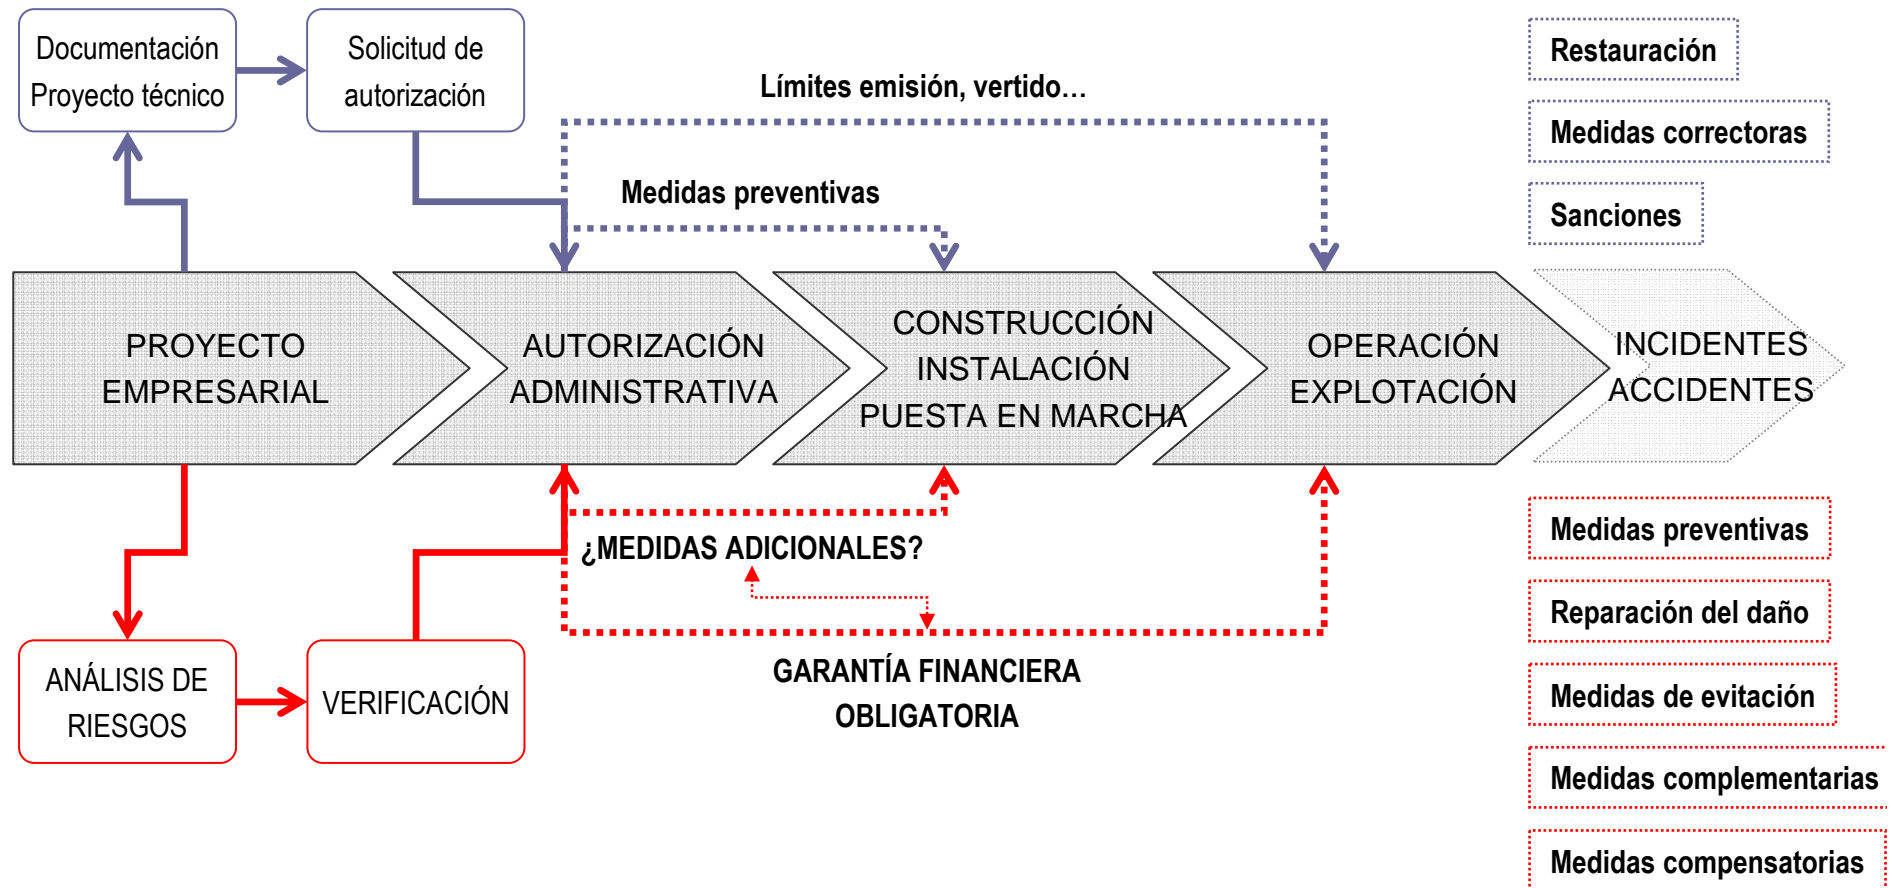 Documentación
Proyecto técnico
Solicitud de
autorización
Límites emisión, vertido…
Medidas preventivas
Restauración
Medidas correctoras
Sanciones
PROYECTO
EMPRESARIAL
AUTORIZACIÓN
ADMINISTRATIVA
CONSTRUCCIÓN
INSTALACIÓN
PUESTA EN MARCHA
OPERACIÓN
EXPLOTACIÓN
INCIDENTES
ACCIDENTES
¿MEDIDAS ADICIONALES?
GARANTÍA FINANCIERA
OBLIGATORIA
ANÁLISIS DE
RIESGOS
VERIFICACIÓN
Medidas preventivas
Reparación del daño
Medidas de evitación
Medidas complementarias
Medidas compensatorias